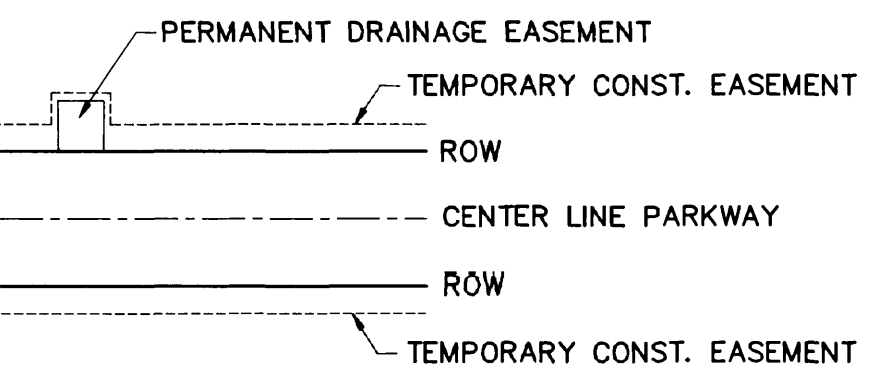 PERMANENT DRAINAGE EASEMENT
TEMPORARY CONST. EASEMENT
ROW
CENTER LINE PARKWAY
ROW
TEMPORARY CONST. EASEMENT